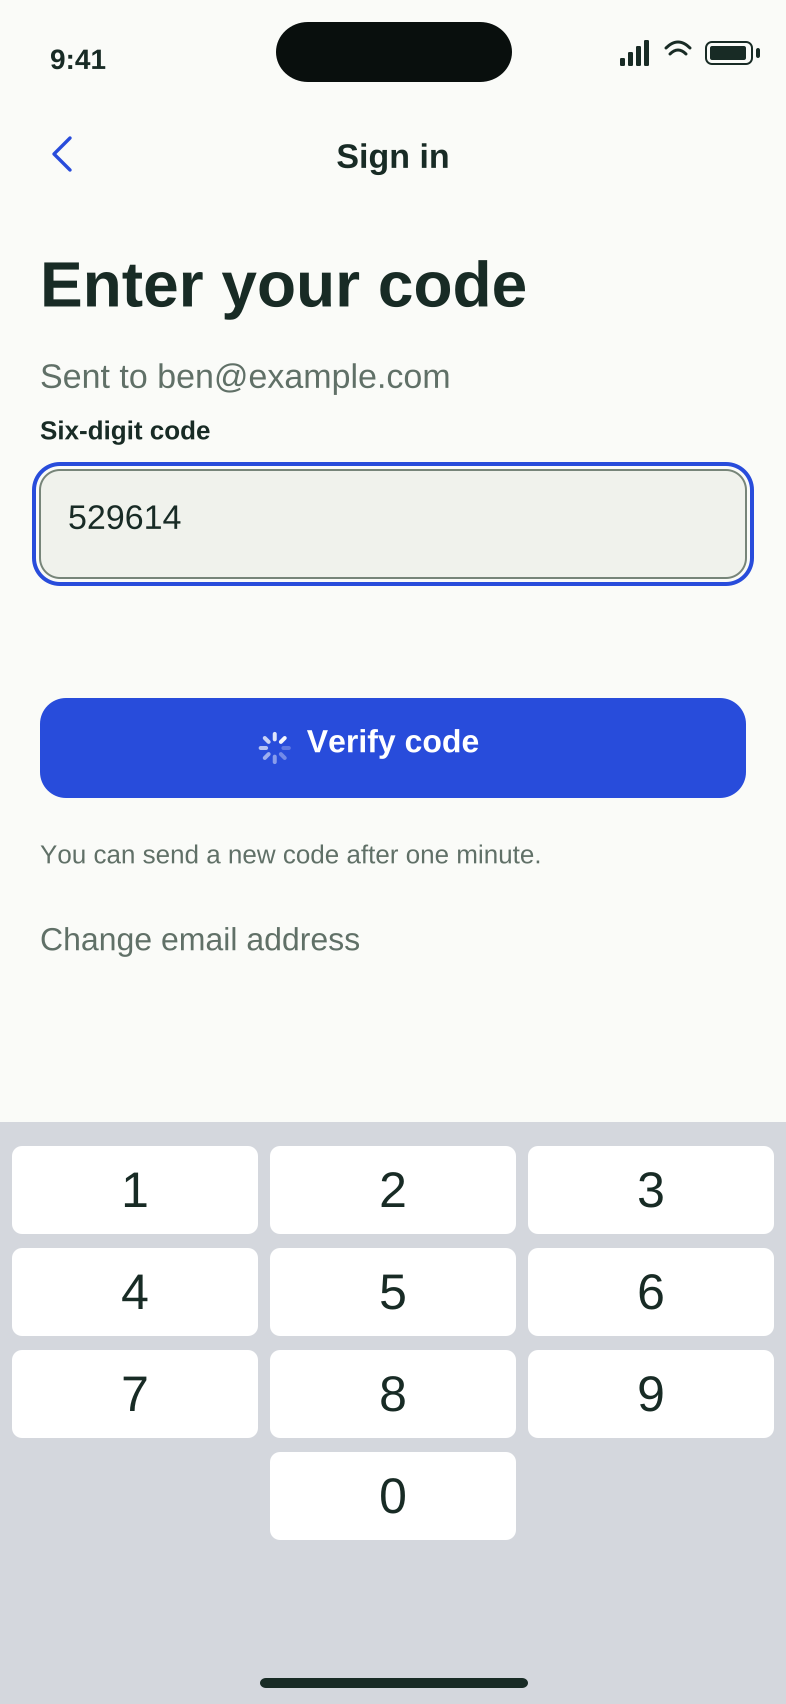 9:41
Sign in
Enter your code
Sent to ben@example.com
Six-digit code
529614
Verify code
You can send a new code after one minute.
Change email address
1 2 3
4 5 6
7 8 9
0